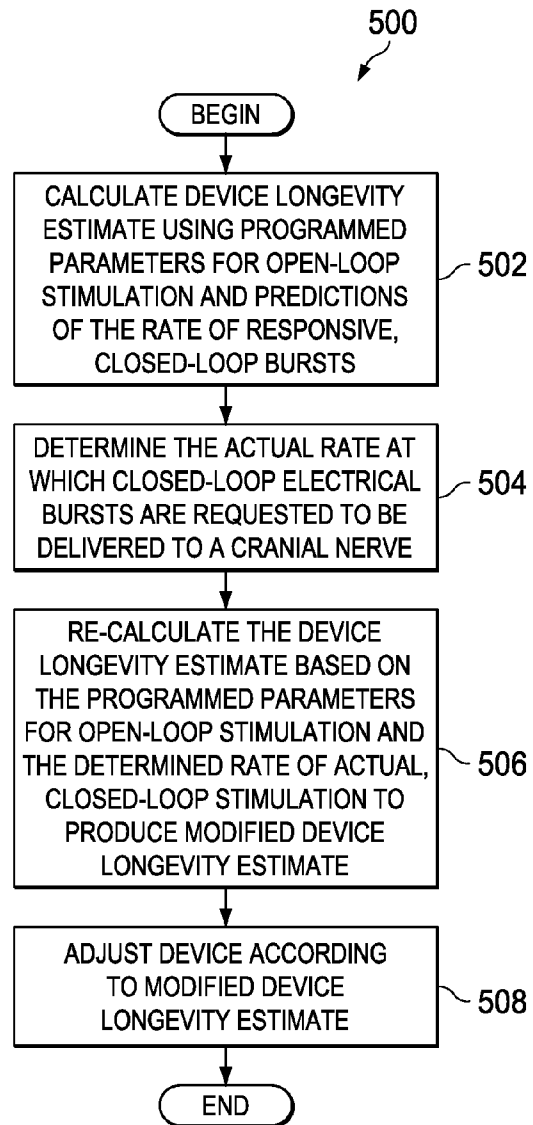 500
BEGIN
CALCULATE DEVICE LONGEVITY
ESTIMATE USING PROGRAMMED
PARAMETERS FOR OPEN-LOOP
STIMULATION AND PREDICTIONS
OF THE RATE OF RESPONSIVE,
CLOSED-LOOP BURSTS
502
DETERMINE THE ACTUAL RATE AT
WHICH CLOSED-LOOP ELECTRICAL
BURSTS ARE REQUESTED TO BE
DELIVERED TO A CRANIAL NERVE
504
RE-CALCULATE THE DEVICE
LONGEVITY ESTIMATE BASED ON
THE PROGRAMMED PARAMETERS
FOR OPEN-LOOP STIMULATION AND
THE DETERMINED RATE OF ACTUAL,
CLOSED-LOOP STIMULATION TO
PRODUCE MODIFIED DEVICE
LONGEVITY ESTIMATE
506
ADJUST DEVICE ACCORDING
TO MODIFIED DEVICE
LONGEVITY ESTIMATE
508
END